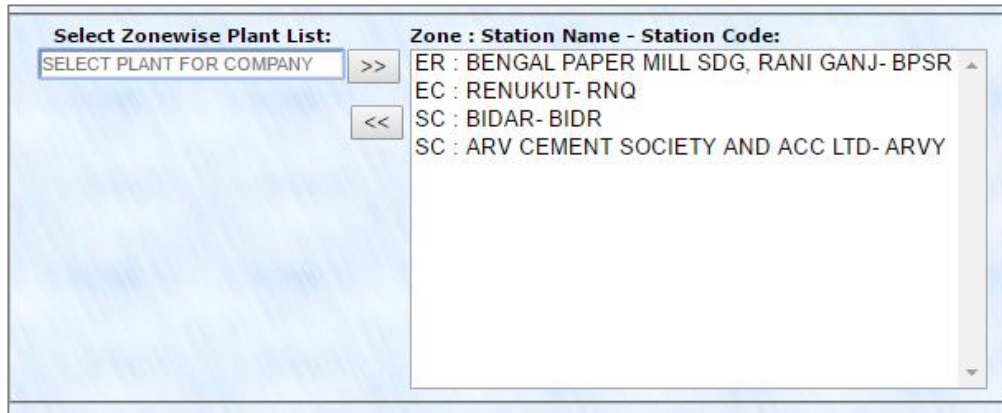 Select Zonewise Plant List:
Zone : Station Name - Station Code:
SELECT PLANT FOR COMPANY
>>
<<
ER : BENGAL PAPER MILL SDG, RANI GANJ- BPSR
EC : RENUKUT- RNQ
SC : BIDAR- BIDR
SC : ARV CEMENT SOCIETY AND ACC LTD- ARVY